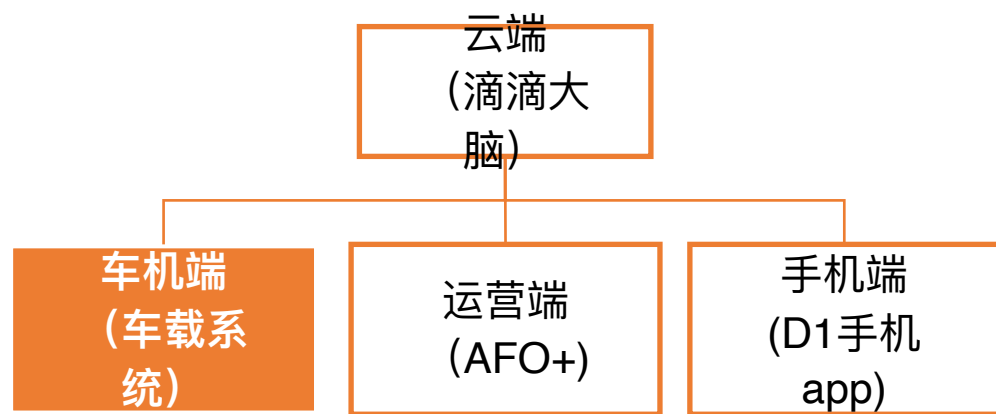 云端
（滴滴大
脑）
车机端
（车载系
统）
运营端
（AFO+)
手机端
(D1手机
app)